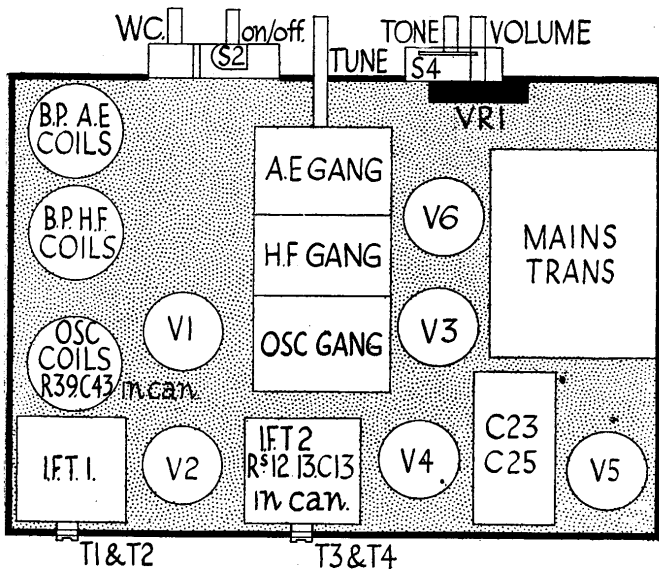 WC.
S2
on/off.
TUNE
TONE
VOLUME
S4
VR1
B.P. A.E
COILS
B.P. H.F.
COILS
OSC
COILS
R39.C43 in can.
A.E GANG
H.F GANG
OSC GANG
V6
V3
MAINS
TRANS
V1
I.F.T. 1.
V2
I.F.T 2
Rs 12. 13. C13
in can.
V4
C23
C25
V5
T1 & T2
T3 & T4